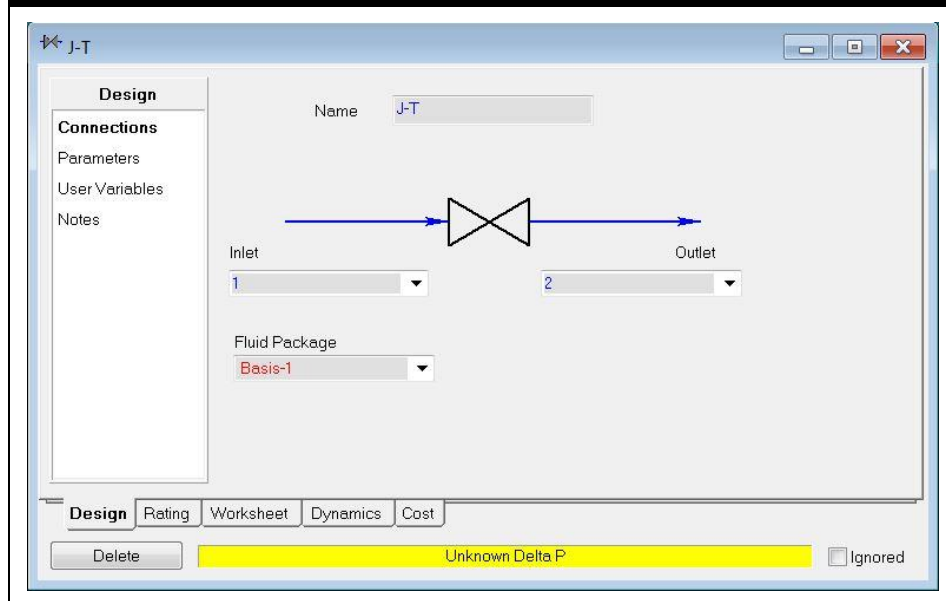 J-T
Design
Connections
Parameters
User Variables
Notes
Name J-T
Inlet Outlet
1 2
Fluid Package
Basis-1
Design Rating Worksheet Dynamics Cost
Delete Unknown Delta P Ignored